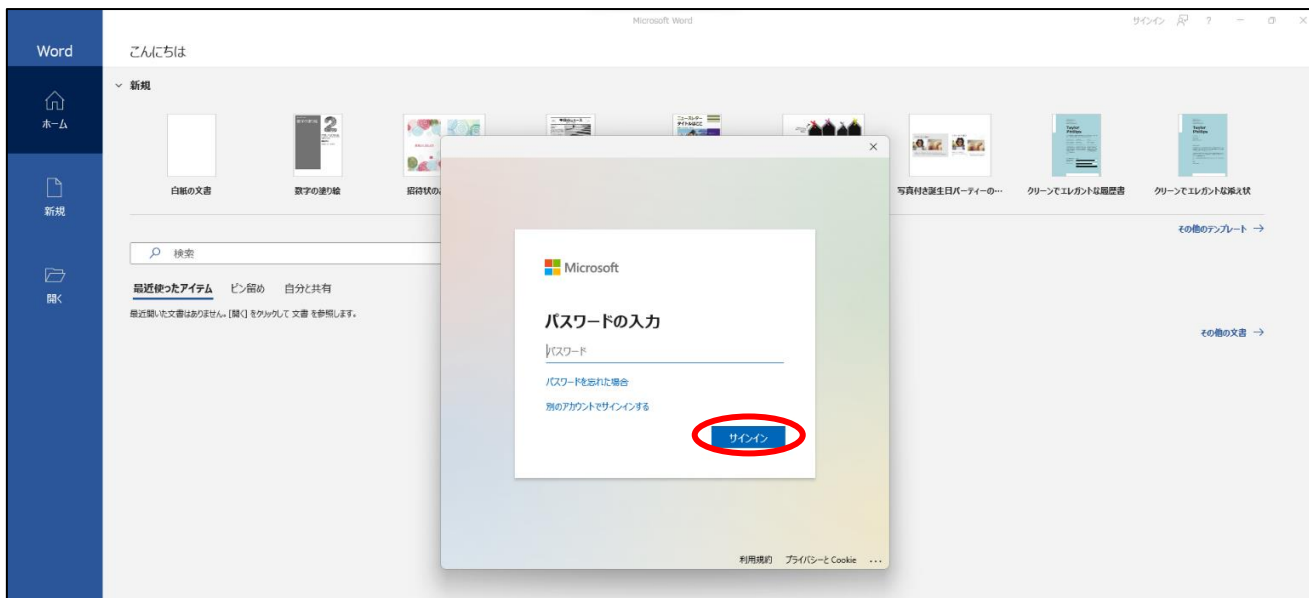 Microsoft Word
サインイン ?
Word
こんにちは
新規
ホーム
新規
開く
白紙の文書
数字の塗り絵
招待状の
写真付き誕生日パーティーの…
クリーンでエレガントな履歴書
クリーンでエレガントな添え状
その他のテンプレート →
検索
最近使ったアイテム ピン留め 自分と共有
最近開いた文書はありません。[開く] をクリックして 文書 を参照します。
その他の文書 →
Microsoft
パスワードの入力
パスワード
パスワードを忘れた場合
別のアカウントでサインインする
サインイン
利用規約 プライバシーと Cookie ...